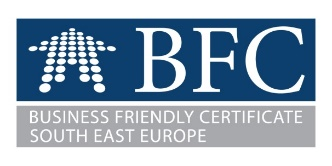 BFC
BUSINESS FRIENDLY CERTIFICATE
SOUTH EAST EUROPE